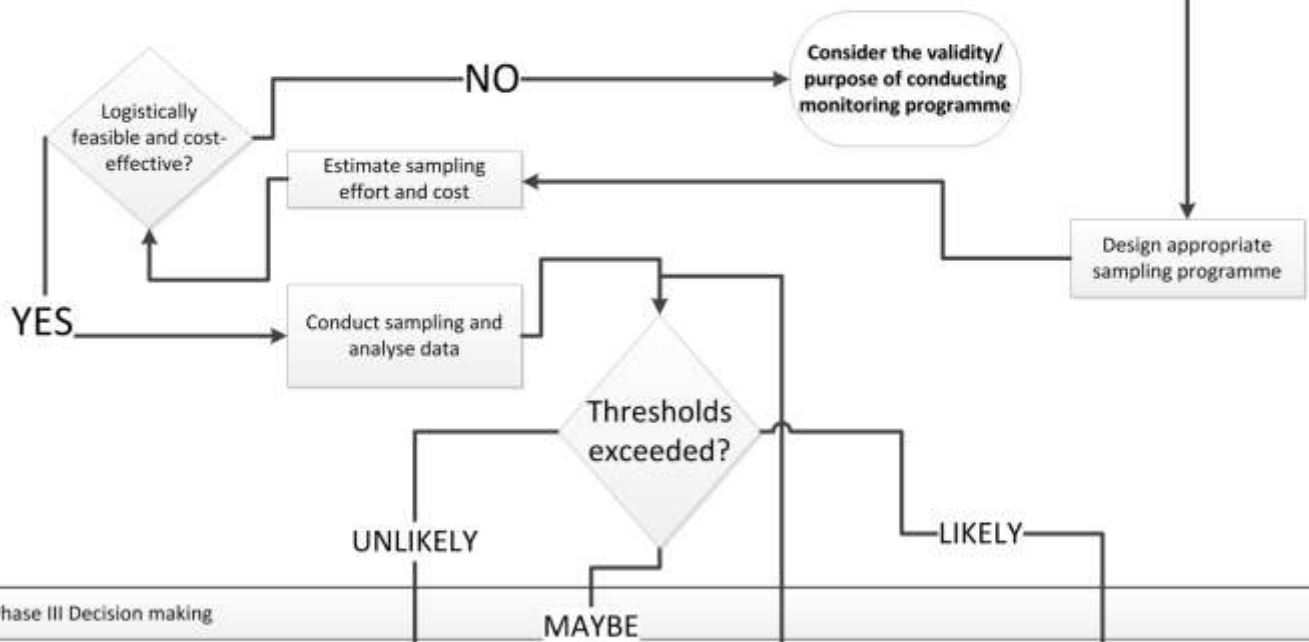 Consider the validity/
purpose of conducting
monitoring programme
NO
Logistically
feasible and cost-
effective?
Estimate sampling
effort and cost
Design appropriate
sampling programme
YES
Conduct sampling and
analyse data
Thresholds
exceeded?
UNLIKELY
LIKELY
hase III Decision making
MAYBE